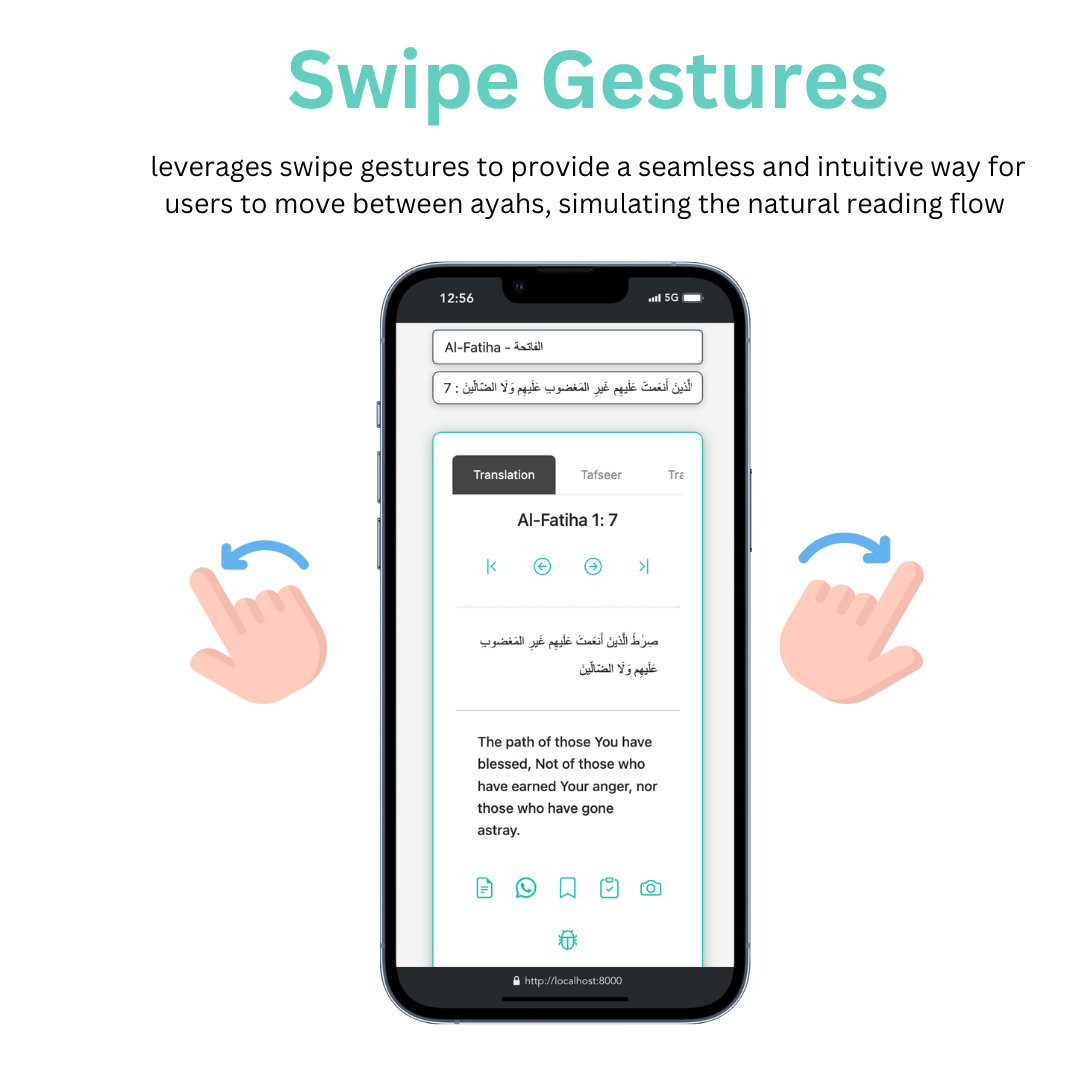 Swipe Gestures
leverages swipe gestures to provide a seamless and intuitive way for
users to move between ayahs, simulating the natural reading flow
12:56 5G
Al-Fatiha - الفاتحة
7 : الَّذينَ أَنعَمتَ عَلَيهِم غَيرِ المَغضوبِ عَلَيهِم وَلَا الضّالّينَ
Translation Tafseer Tra
Al-Fatiha 1: 7
صِرٰطَ الَّذينَ أَنعَمتَ عَلَيهِم غَيرِ المَغضوبِ
عَلَيهِم وَلَا الضّالّينَ
The path of those You have
blessed, Not of those who
have earned Your anger, nor
those who have gone
astray.
http://localhost:8000